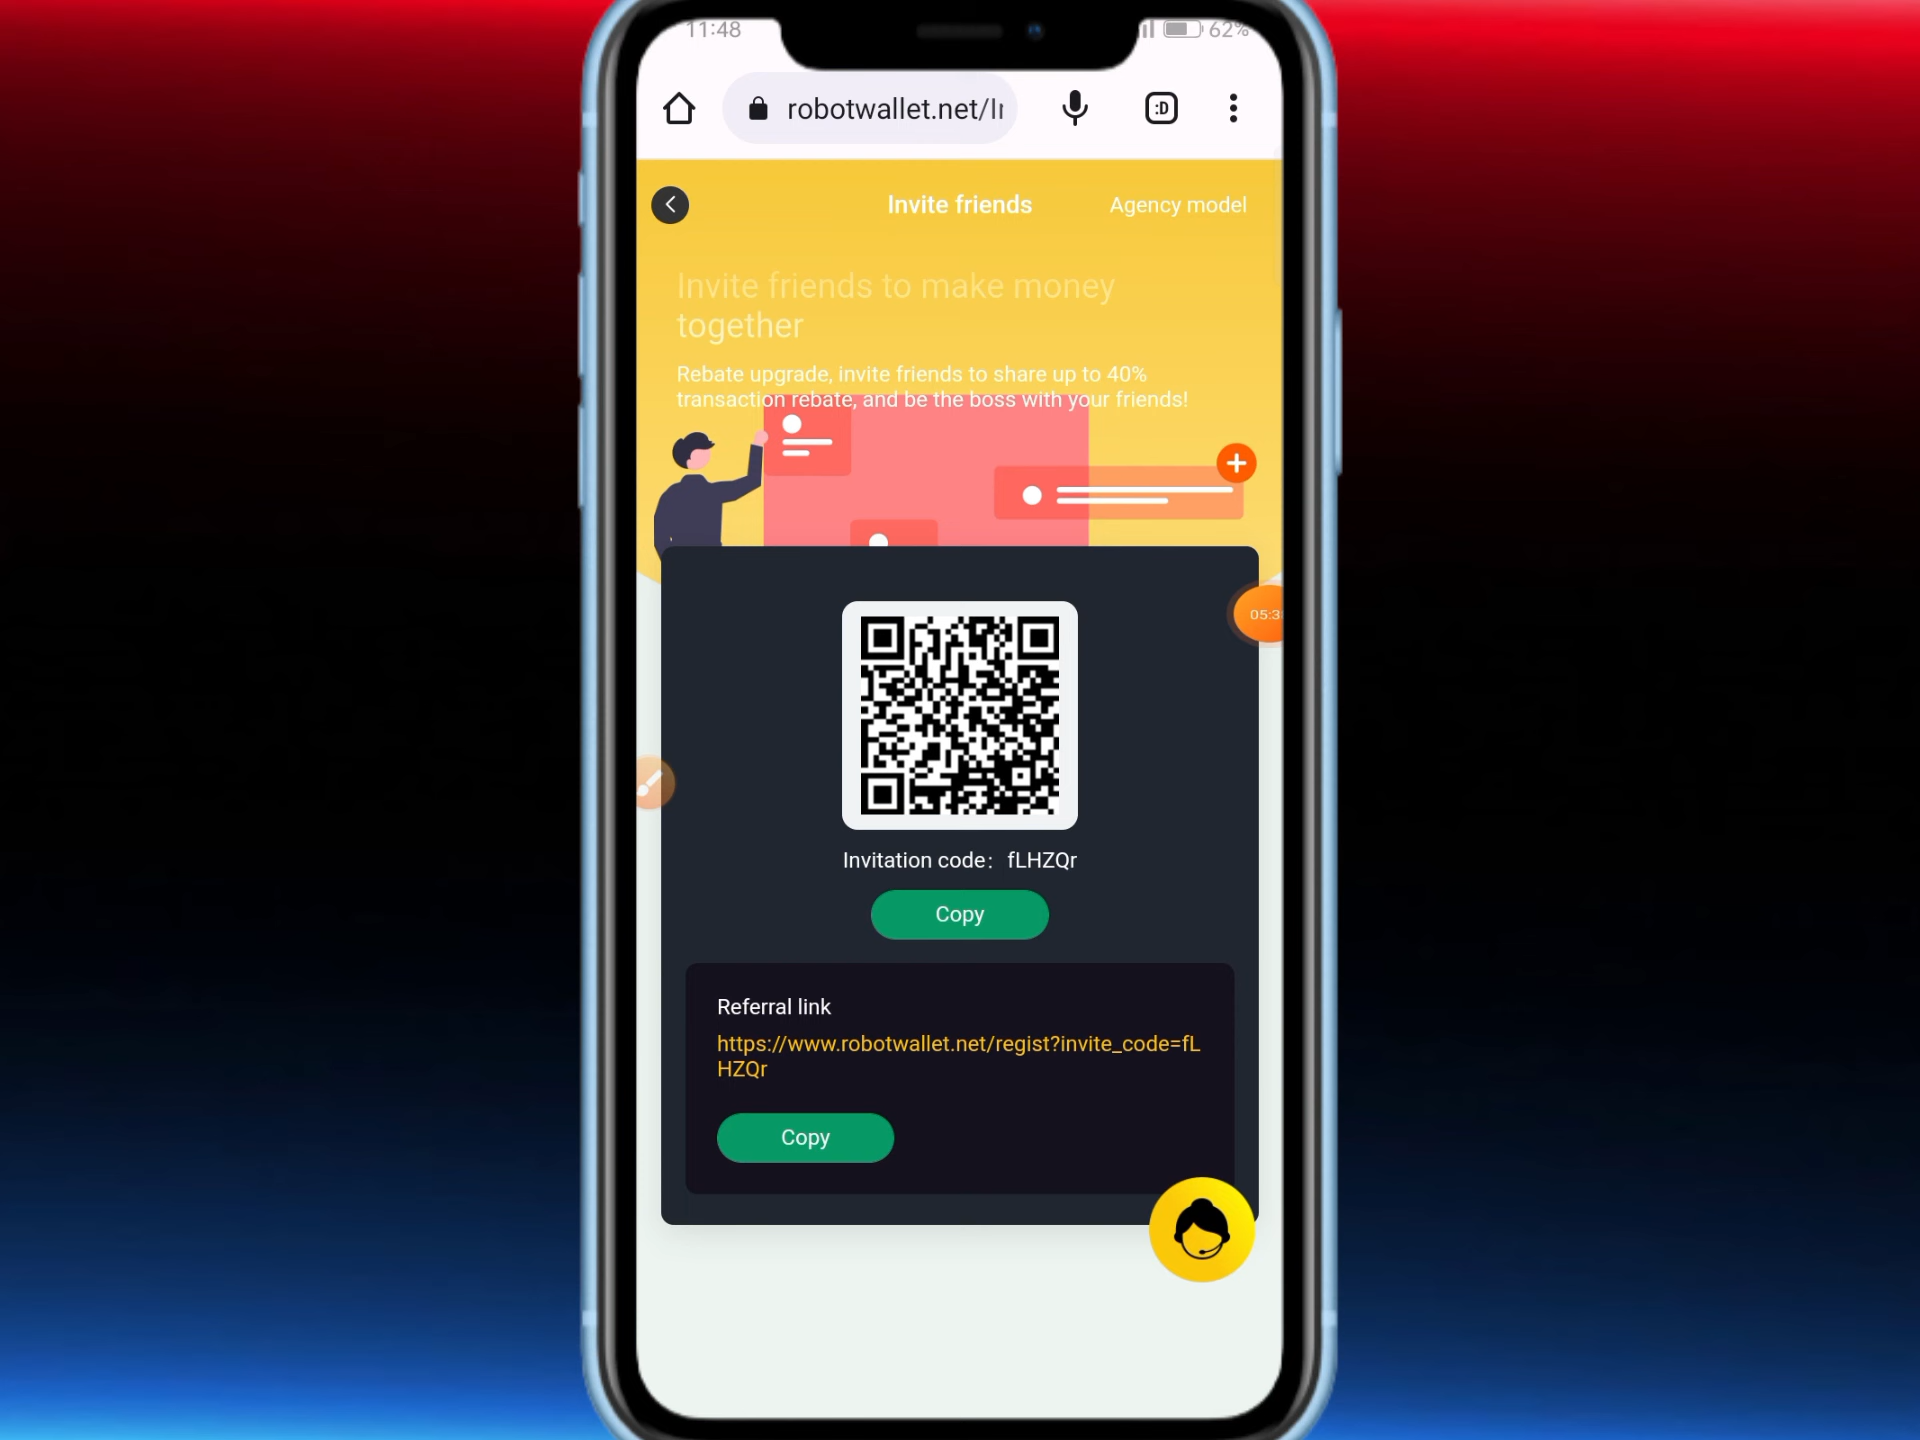 11:48
62%
robotwallet.net/I
:D
Invite friends
Agency model
Invite friends to make money
together
Rebate upgrade, invite friends to share up to 40%
transaction rebate, and be the boss with your friends!
05:3
Invitation code: fLHZQr
Copy
Referral link
https://www.robotwallet.net/regist?invite_code=fL
HZQr
Copy